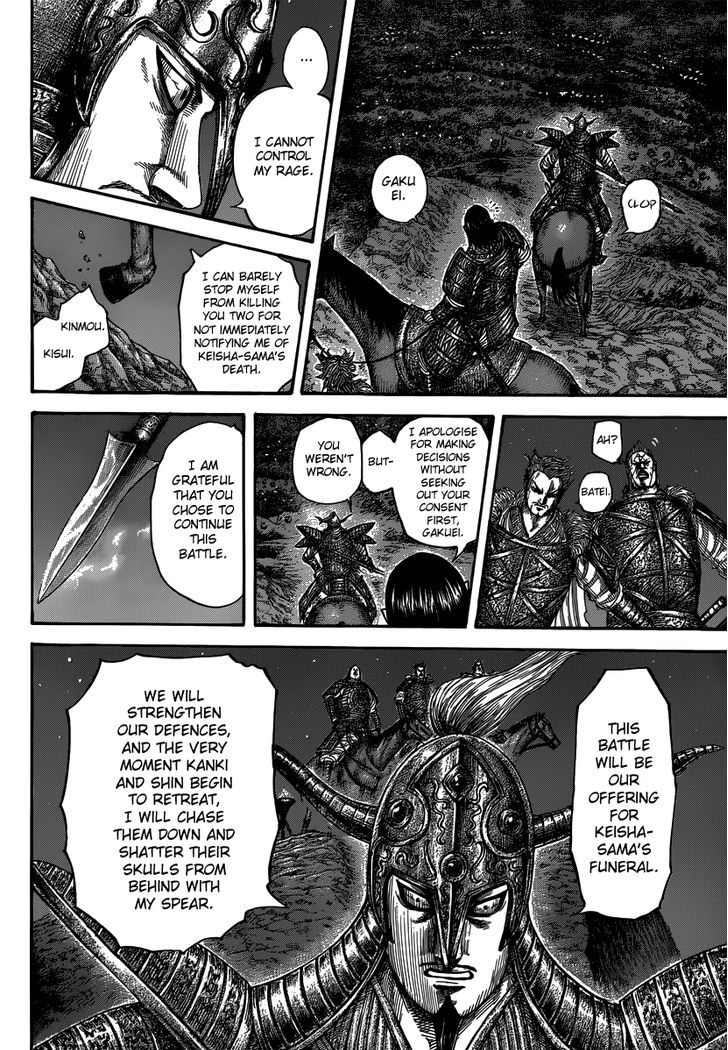 CLOP
GAKU
EI.
...
I CANNOT
CONTROL
MY RAGE.
I CAN BARELY
STOP MYSELF
FROM KILLING
YOU TWO FOR
NOT IMMEDIATELY
NOTIFYING ME OF
KEISHA-SAMA'S
DEATH.
KINMOU.
KISUI.
AH?
BATEI.
I APOLOGISE
FOR MAKING
DECISIONS
WITHOUT
SEEKING
OUT YOUR
CONSENT
FIRST,
GAKUEI.
BUT-
YOU
WEREN'T
WRONG.
I AM
GRATEFUL
THAT YOU
CHOSE TO
CONTINUE
THIS
BATTLE.
THIS
BATTLE
WILL BE
OUR
OFFERING
FOR
KEISHA-
SAMA'S
FUNERAL.
WE WILL
STRENGTHEN
OUR DEFENCES,
AND THE VERY
MOMENT KANKI
AND SHIN BEGIN
TO RETREAT,
I WILL CHASE
THEM DOWN AND
SHATTER THEIR
SKULLS FROM
BEHIND WITH
MY SPEAR.